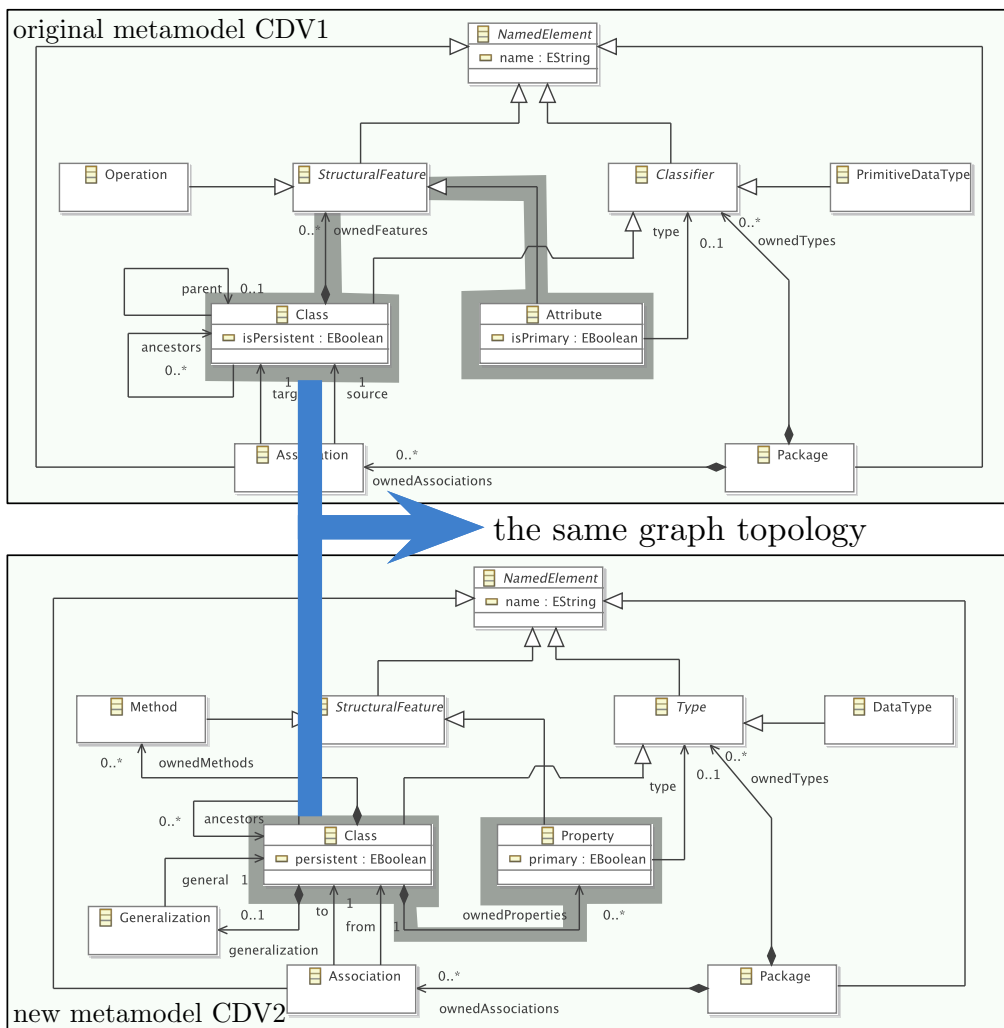 original metamodel CDV1
NamedElement
name : EString
Operation
StructuralFeature
Classifier
PrimitiveDataType
0..*
ownedFeatures
type
0..1
0..*
ownedTypes
parent
0..1
Class
isPersistent : EBoolean
Attribute
isPrimary : EBoolean
ancestors
0..*
1
targ
1
source
Association
0..*
ownedAssociations
Package
the same graph topology
NamedElement
name : EString
Method
StructuralFeature
Type
DataType
0..*
ownedMethods
type
0..1
0..*
ownedTypes
0..*
ancestors
Class
persistent : EBoolean
Property
primary : EBoolean
general
1
Generalization
0..1
generalization
to
1
from
1
ownedProperties
0..*
Association
0..*
ownedAssociations
Package
new metamodel CDV2